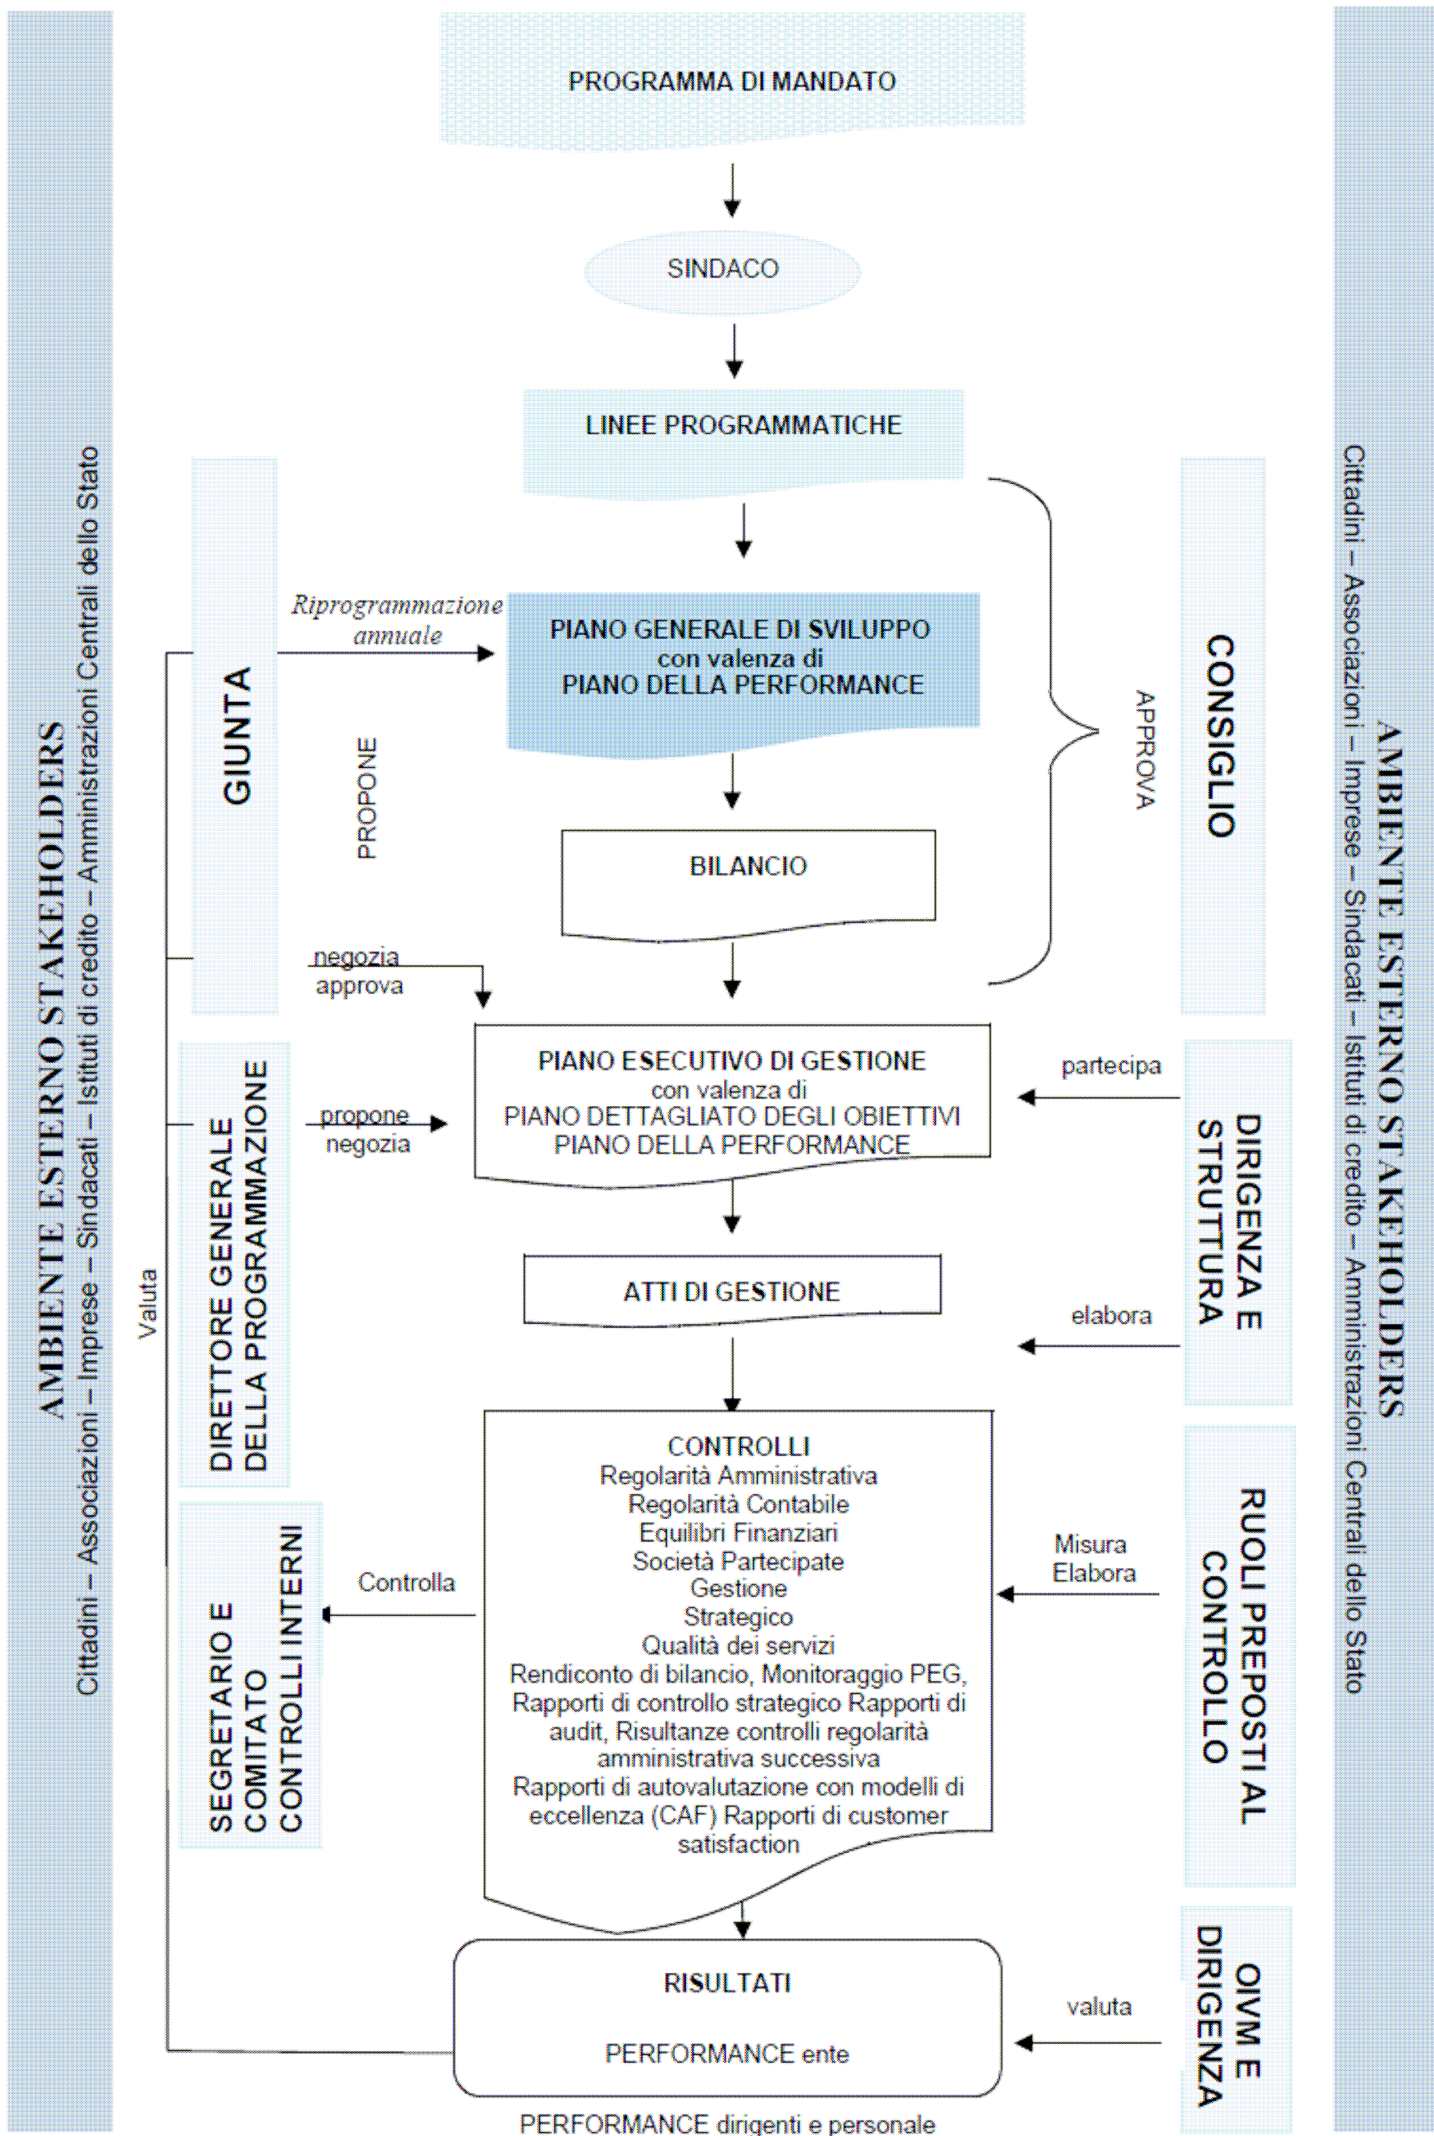 PROGRAMMA DI MANDATO
SINDACO
LINEE PROGRAMMATICHE
AMBIENTE ESTERNO STAKEHOLDERS
Cittadini – Associazioni – Imprese – Sindacati – Istituti di credito – Amministrazioni Centrali dello Stato
GIUNTA
Riprogrammazione
annuale
PROPONE
PIANO GENERALE DI SVILUPPO
con valenza di
PIANO DELLA PERFORMANCE
APPROVA
CONSIGLIO
AMBIENTE ESTERNO STAKEHOLDERS
Cittadini – Associazioni – Imprese – Sindacati – Istituti di credito – Amministrazioni Centrali dello Stato
BILANCIO
negozia
approva
PIANO ESECUTIVO DI GESTIONE
con valenza di
PIANO DETTAGLIATO DEGLI OBIETTIVI
PIANO DELLA PERFORMANCE
partecipa
DIRIGENZA E
STRUTTURA
propone
negozia
DIRETTORE GENERALE
DELLA PROGRAMMAZIONE
Valuta
ATTI DI GESTIONE
elabora
CONTROLLI
Regolarità Amministrativa
Regolarità Contabile
Equilibri Finanziari
Società Partecipate
Gestione
Strategico
Qualità dei servizi
Rendiconto di bilancio, Monitoraggio PEG,
Rapporti di controllo strategico Rapporti di
audit, Risultanze controlli regolarità
amministrativa successiva
Rapporti di autovalutazione con modelli di
eccellenza (CAF) Rapporti di customer
satisfaction
Misura
Elabora
RUOLI PREPOSTI AL
CONTROLLO
Controlla
SEGRETARIO E
COMITATO
CONTROLLI INTERNI
RISULTATI
PERFORMANCE ente
valuta
OIVM E
DIRIGENZA
PERFORMANCE dirigenti e personale